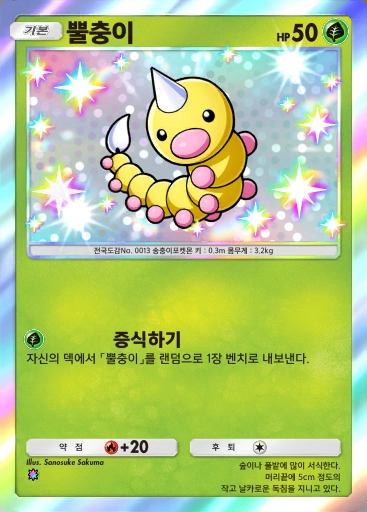 기본 뿔충이 HP 50
전국도감No. 0013 송충이포켓몬 키 : 0.3m 몸무게 : 3.2kg
증식하기
자신의 덱에서 「뿔충이」를 랜덤으로 1장 벤치로 내보낸다.
약점 +20 후퇴
Illus. Sanosuke Sakuma
숲이나 풀밭에 많이 서식한다.
머리끝에 5cm 정도의
작고 날카로운 독침을 지니고 있다.